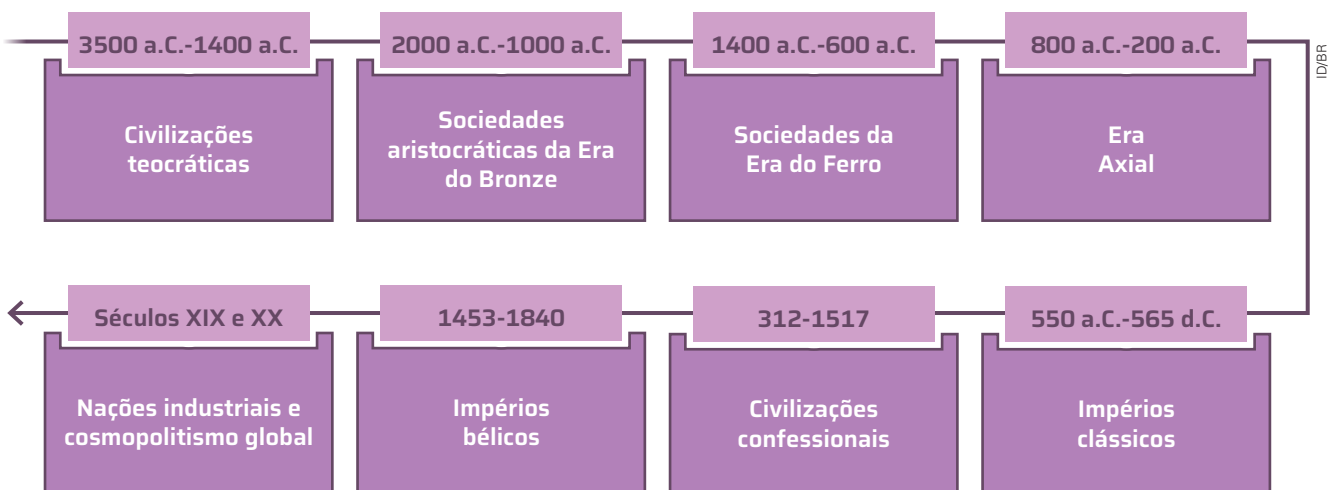 3500 a.C.-1400 a.C.
Civilizações
teocráticas
2000 a.C.-1000 a.C.
Sociedades
aristocráticas da Era
do Bronze
1400 a.C.-600 a.C.
Sociedades da
Era do Ferro
800 a.C.-200 a.C.
Era
Axial
ID/BR
550 a.C.-565 d.C.
Impérios
clássicos
312-1517
Civilizações
confessionais
1453-1840
Impérios
bélicos
Séculos XIX e XX
Nações industriais e
cosmopolitismo global